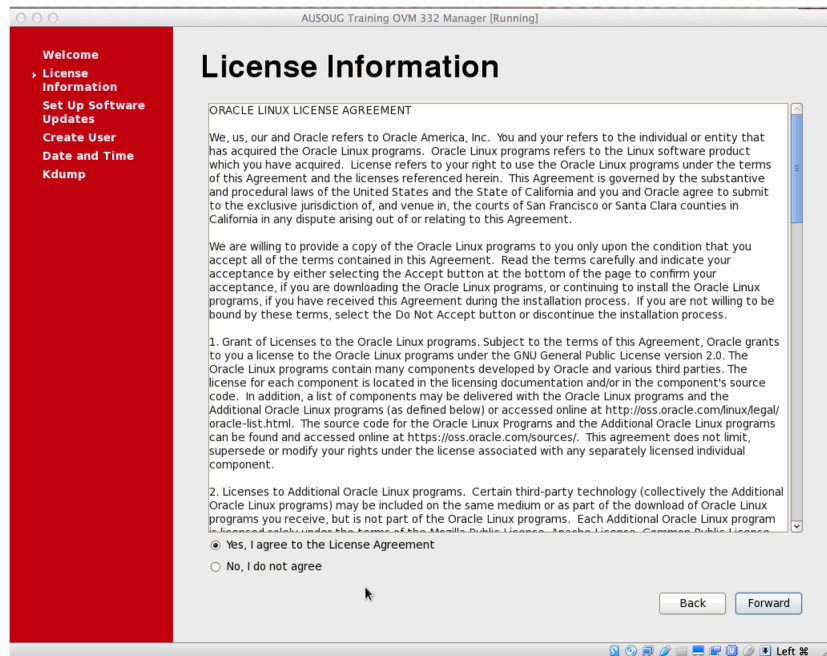 AUSOUG Training OVM 332 Manager [Running]
Welcome
License
Information
Set Up Software
Updates
Create User
Date and Time
Kdump
License Information
ORACLE LINUX LICENSE AGREEMENT
We, us, our and Oracle refers to Oracle America, Inc.  You and your refers to the individual or entity that
has acquired the Oracle Linux programs.  Oracle Linux programs refers to the Linux software product
which you have acquired.  License refers to your right to use the Oracle Linux programs under the terms
of this Agreement and the licenses referenced herein.  This Agreement is governed by the substantive
and procedural laws of the United States and the State of California and you and Oracle agree to submit
to the exclusive jurisdiction of, and venue in, the courts of San Francisco or Santa Clara counties in
California in any dispute arising out of or relating to this Agreement.
We are willing to provide a copy of the Oracle Linux programs to you only upon the condition that you
accept all of the terms contained in this Agreement.  Read the terms carefully and indicate your
acceptance by either selecting the Accept button at the bottom of the page to confirm your
acceptance, if you are downloading the Oracle Linux programs, or continuing to install the Oracle Linux
programs, if you have received this Agreement during the installation process.  If you are not willing to be
bound by these terms, select the Do Not Accept button or discontinue the installation process.
1. Grant of Licenses to the Oracle Linux programs. Subject to the terms of this Agreement, Oracle grants
to you a license to the Oracle Linux programs under the GNU General Public License version 2.0. The
Oracle Linux programs contain many components developed by Oracle and various third parties. The
license for each component is located in the licensing documentation and/or in the component's source
code.  In addition, a list of components may be delivered with the Oracle Linux programs and the
Additional Oracle Linux programs (as defined below) or accessed online at http://oss.oracle.com/linux/legal/
oracle-list.html.  The source code for the Oracle Linux Programs and the Additional Oracle Linux programs
can be found and accessed online at https://oss.oracle.com/sources/.  This agreement does not limit,
supersede or modify your rights under the license associated with any separately licensed individual
component.
2. Licenses to Additional Oracle Linux programs.  Certain third-party technology (collectively the Additional
Oracle Linux programs) may be included on the same medium or as part of the download of Oracle Linux
programs you receive, but is not part of the Oracle Linux programs.  Each Additional Oracle Linux program
is licensed solely under the terms of the Mozilla Public License, Apache License, Common Public License,
Yes, I agree to the License Agreement
No, I do not agree
Back
Forward
Left ⌘